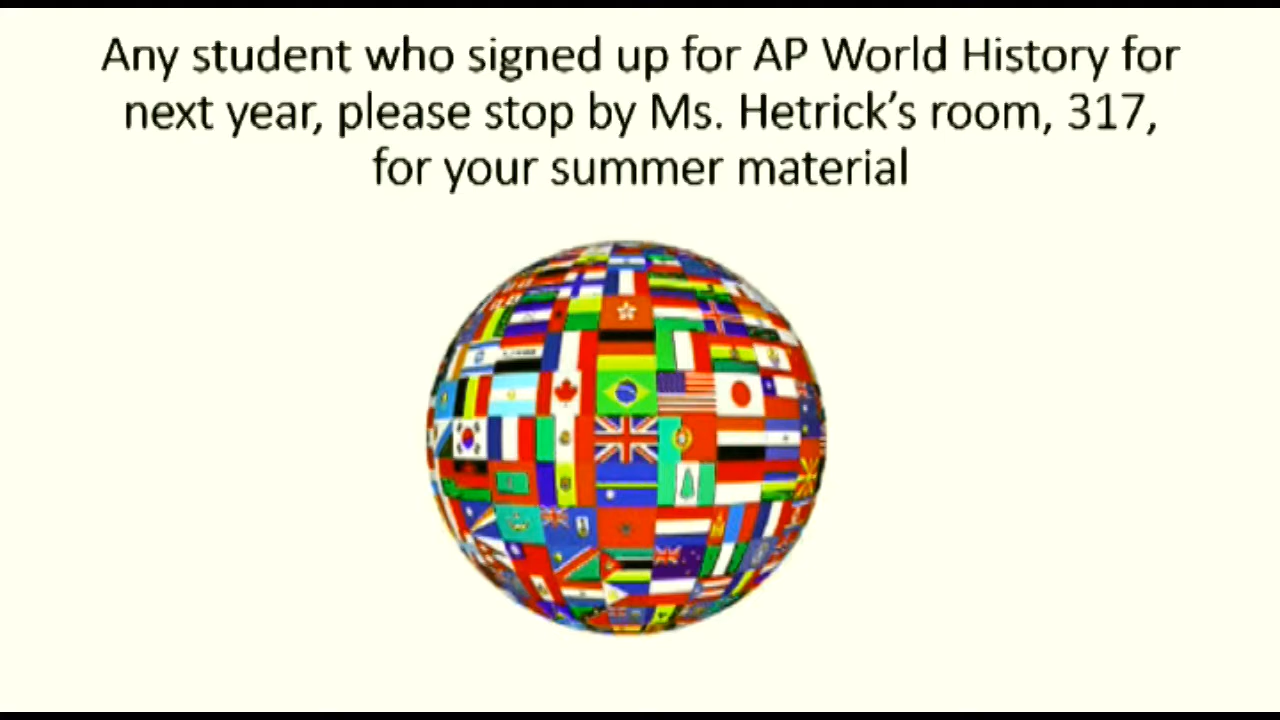 Any student who signed up for AP World History for
next year, please stop by Ms. Hetrick’s room, 317,
for your summer material